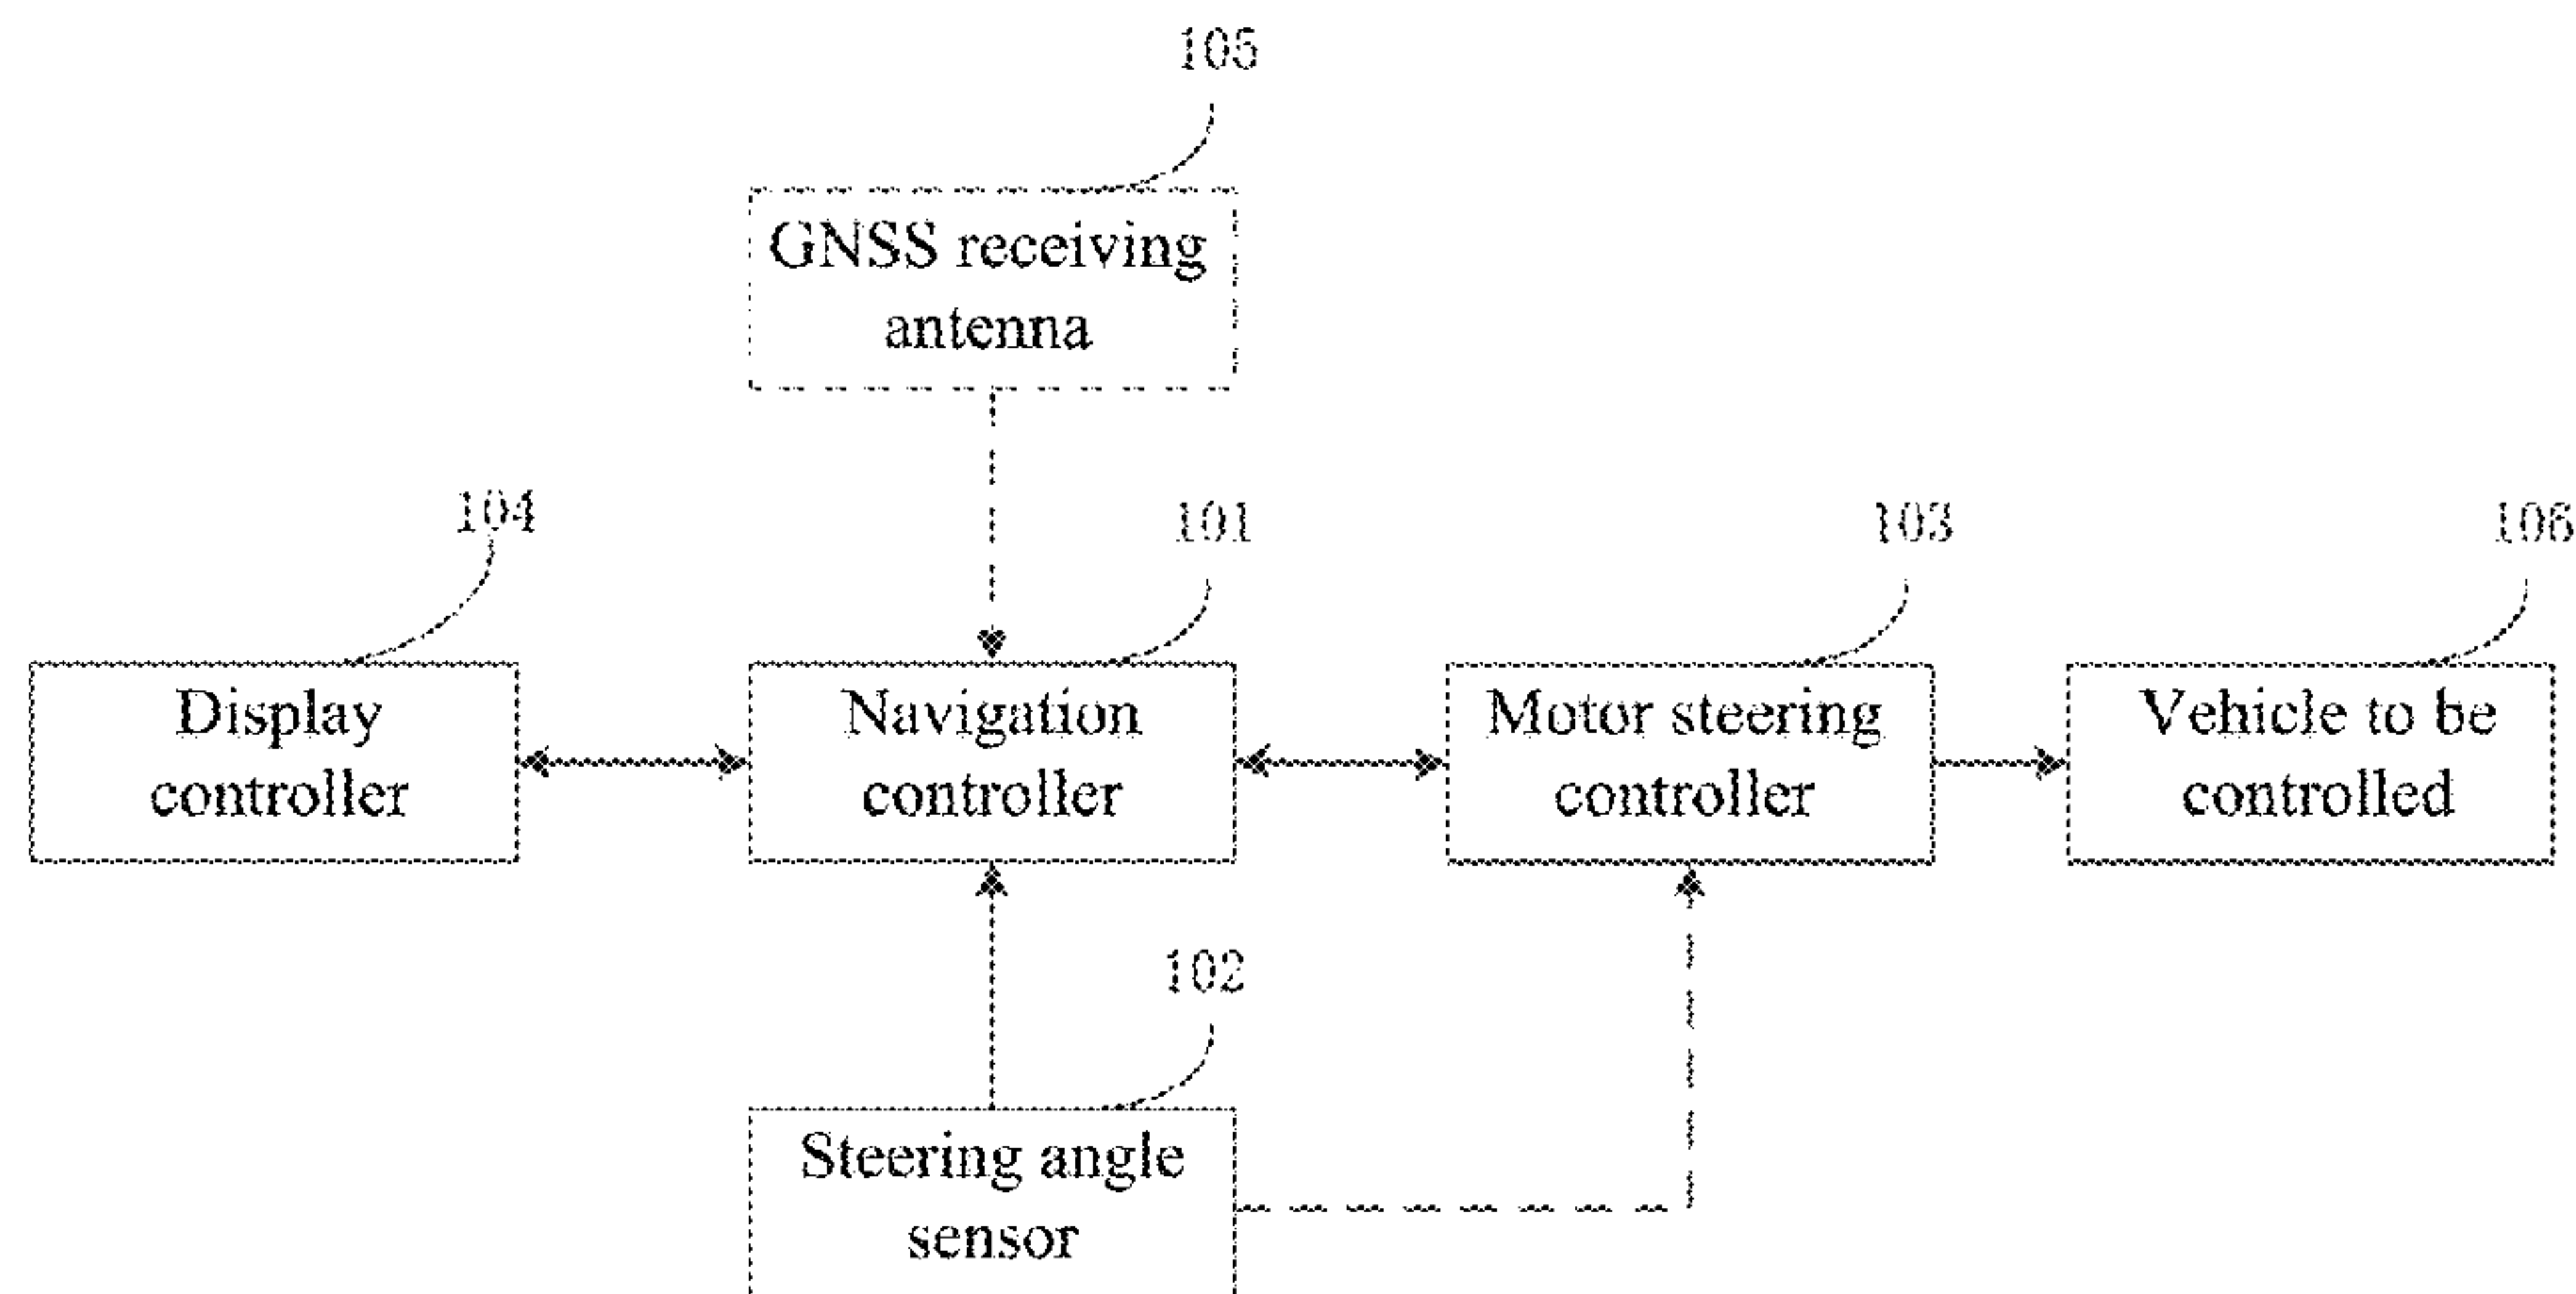 105
GNSS receiving
antenna
104
101
103
106
Display
controller
Navigation
controller
Motor steering
controller
Vehicle to be
controlled
102
Steering angle
sensor